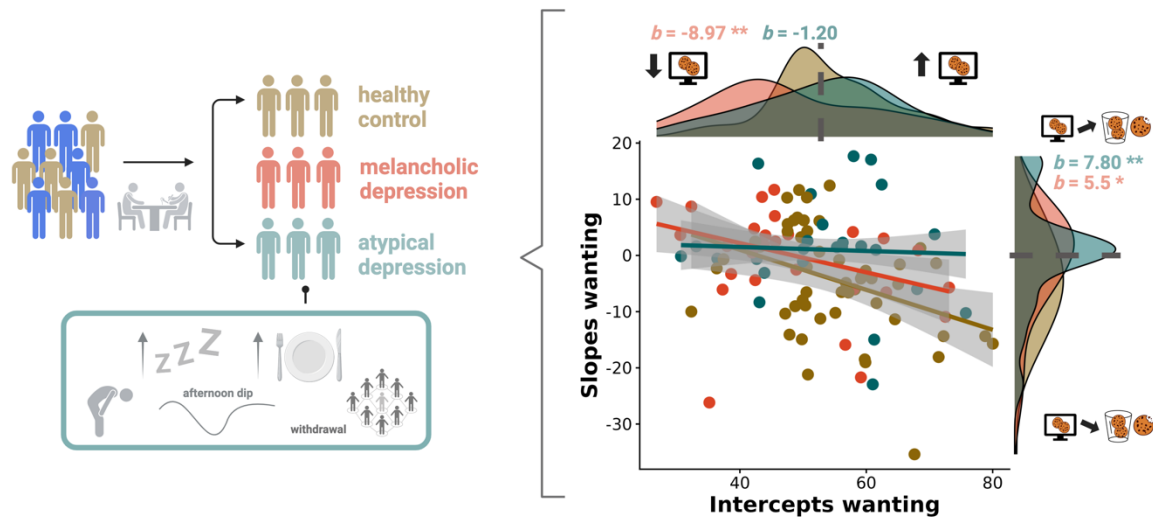 healthy
control
melancholic
depression
atypical
depression
z z Z
afternoon dip
withdrawal
b = -8.97 ** b = -1.20
b = 7.80 **
b = 5.5 *
20
10
0
-10
-20
-30
Slopes wanting
40 60 80
Intercepts wanting